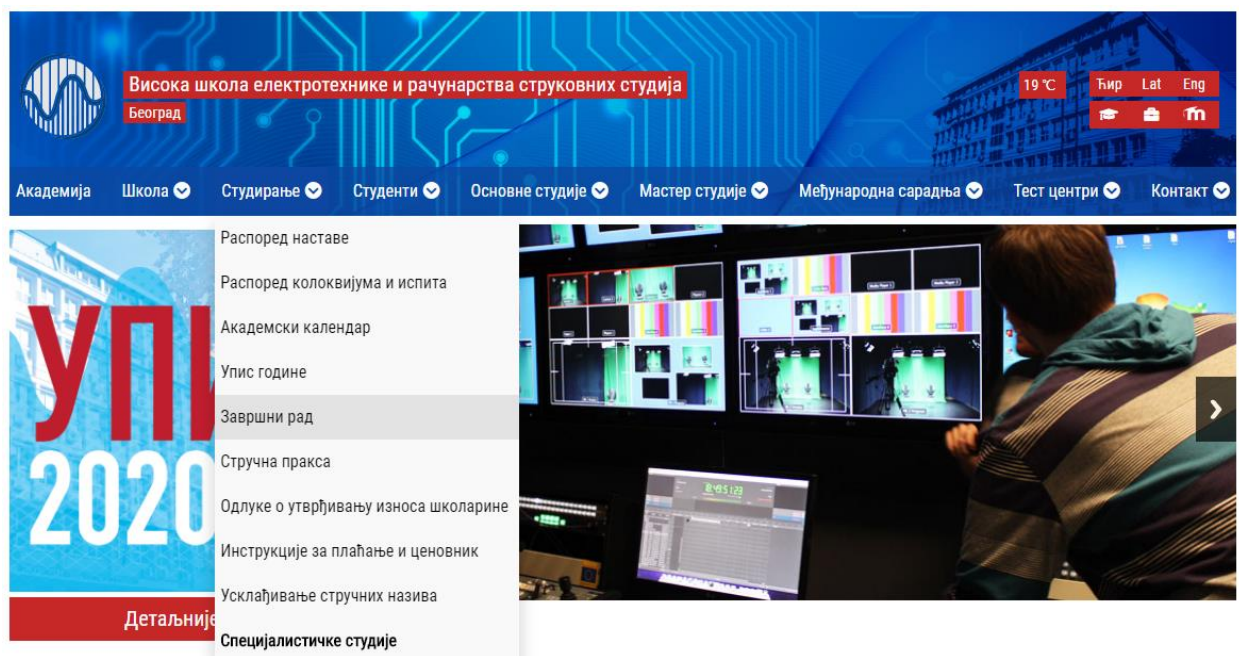 Висока школа електротехнике и рачунарства струковних студија
Београд
19 °C
Ћир Lat Eng
Академија Школа Студирање Студенти Основне студије Мастер студије Међународна сарадња Тест центри Контакт
Распоред наставе
Распоред колоквијума и испита
Академски календар
Упис године
Завршни рад
Стручна пракса
Одлуке о утврђивању износа школарине
Инструкције за плаћање и ценовник
Усклађивање стручних назива
Специјалистичке студије
УПИ
2020
Детаљније